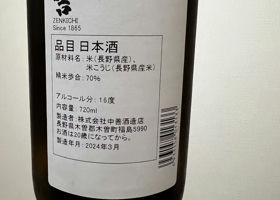 吉
ZENKICHI
Since 1865
品目 日本酒
原材料名：米（長野県産）、
米こうじ（長野県産米）
精米歩合：70%
アルコール分：16度
内容量：720ml
製造者：株式会社中善酒造店
長野県木曽郡木曽町福島5990
お酒は20歳になってから。
製造年月：2024年3月